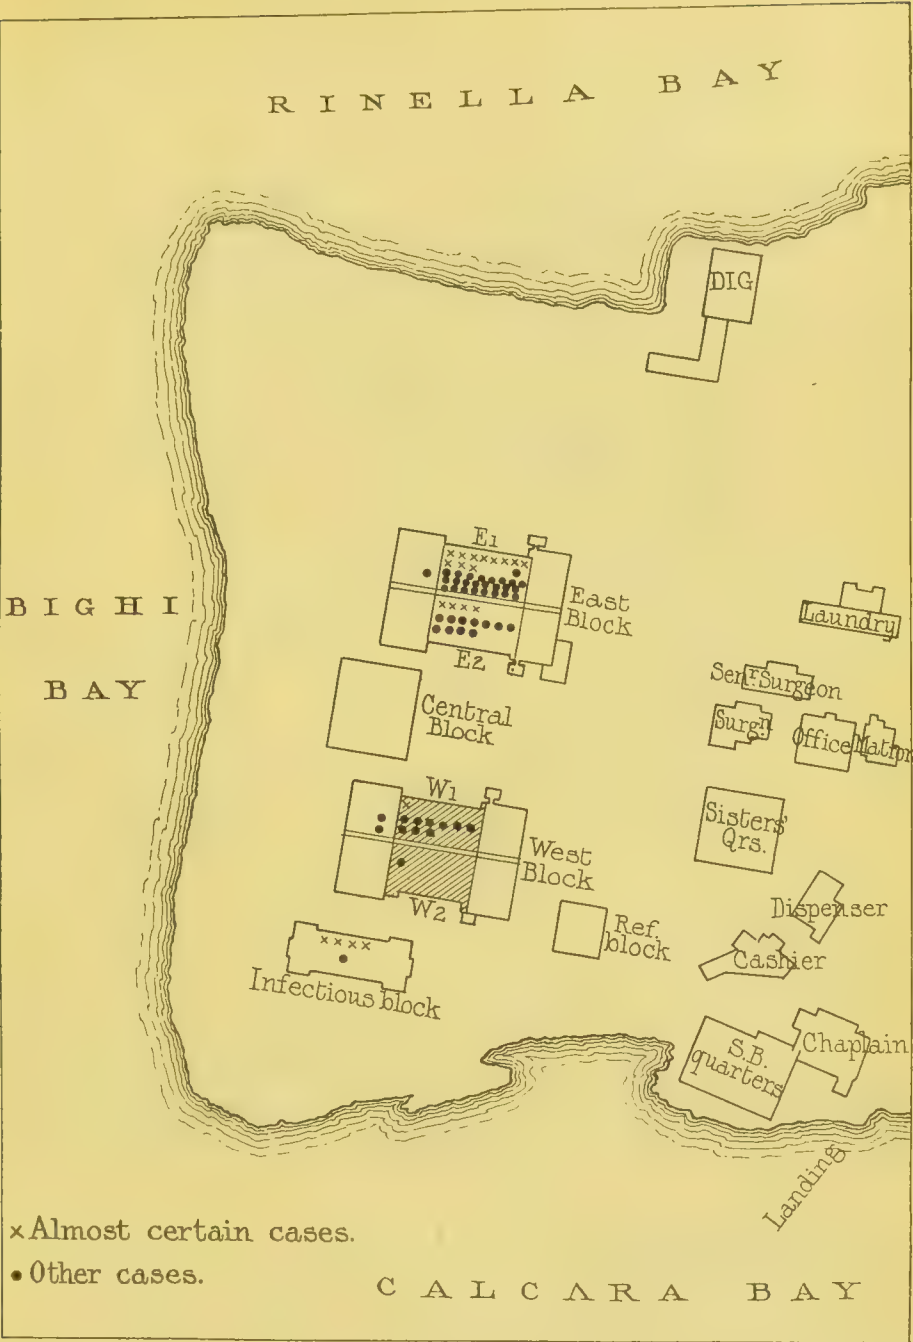 RINELLA BAY
DIG
E1
BIGHI
BAY
East
Block
E2
Laundry
Senr. Surgeon
Central
Block
Surgn.
Office
Matron
W1
Sisters'
Qrs.
West
Block
W2
Dispenser
Ref.
block
Cashier
Infectious block
S.B.
quarters
Chaplain
Landing
x Almost certain cases.
• Other cases.
CALCARA BAY